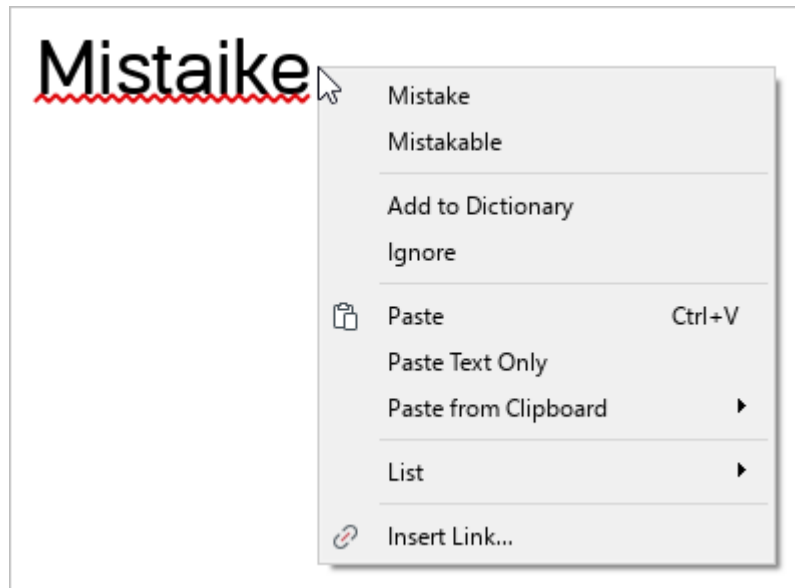 Mistaike
Mistake
Mistakable
Add to Dictionary
Ignore
Paste Ctrl+V
Paste Text Only
Paste from Clipboard
List
Insert Link...